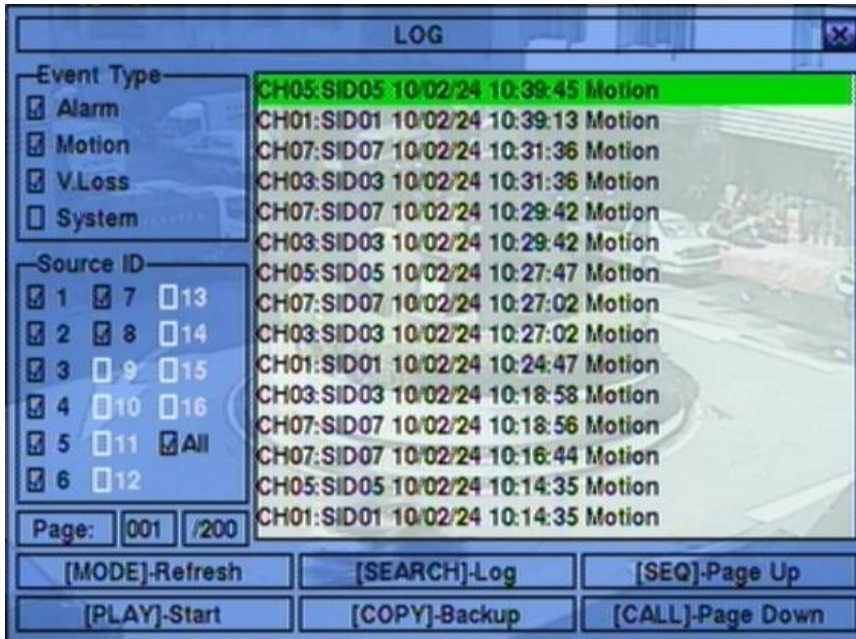 LOG
Event Type
Alarm
Motion
V.Loss
System
Source ID
1 7 13
2 8 14
3 9 15
4 10 16
5 11 All
6 12
Page: 001 /200
CH05:SID05 10/02/24 10:39:45 Motion
CH01:SID01 10/02/24 10:39:13 Motion
CH07:SID07 10/02/24 10:31:36 Motion
CH03:SID03 10/02/24 10:31:36 Motion
CH07:SID07 10/02/24 10:29:42 Motion
CH03:SID03 10/02/24 10:29:42 Motion
CH05:SID05 10/02/24 10:27:47 Motion
CH07:SID07 10/02/24 10:27:02 Motion
CH03:SID03 10/02/24 10:27:02 Motion
CH01:SID01 10/02/24 10:24:47 Motion
CH03:SID03 10/02/24 10:18:58 Motion
CH07:SID07 10/02/24 10:18:56 Motion
CH07:SID07 10/02/24 10:16:44 Motion
CH05:SID05 10/02/24 10:14:35 Motion
CH01:SID01 10/02/24 10:14:35 Motion
[MODE]-Refresh [SEARCH]-Log [SEQ]-Page Up
[PLAY]-Start [COPY]-Backup [CALL]-Page Down